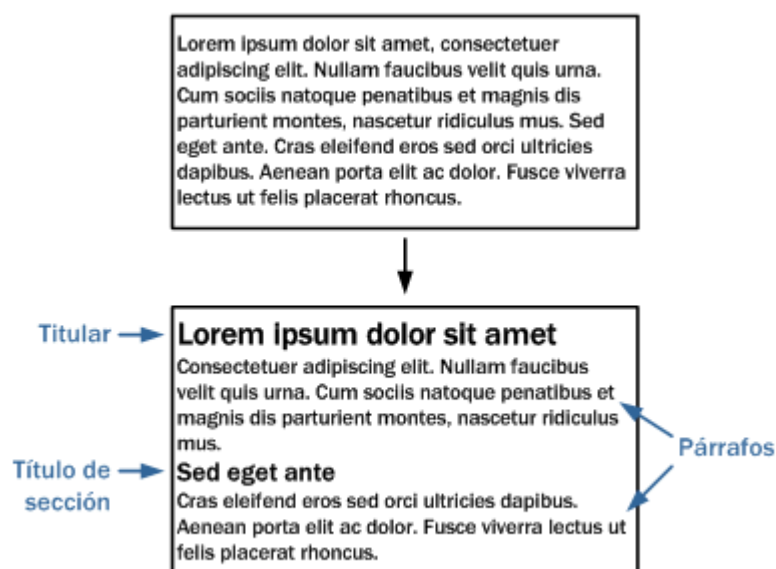 Lorem ipsum dolor sit amet, consectetuer
adipiscing elit. Nullam faucibus velit quis urna.
Cum sociis natoque penatibus et magnis dis
parturient montes, nascetur ridiculus mus. Sed
eget ante. Cras eleifend eros sed orci ultricies
dapibus. Aenean porta elit ac dolor. Fusce viverra
lectus ut felis placerat rhoncus.
Titular
Lorem ipsum dolor sit amet
Consectetuer adipiscing elit. Nullam faucibus
velit quis urna. Cum sociis natoque penatibus et
magnis dis parturient montes, nascetur ridiculus
mus.
Párrafos
Título de
sección
Sed eget ante
Cras eleifend eros sed orci ultricies dapibus.
Aenean porta elit ac dolor. Fusce viverra lectus ut
felis placerat rhoncus.